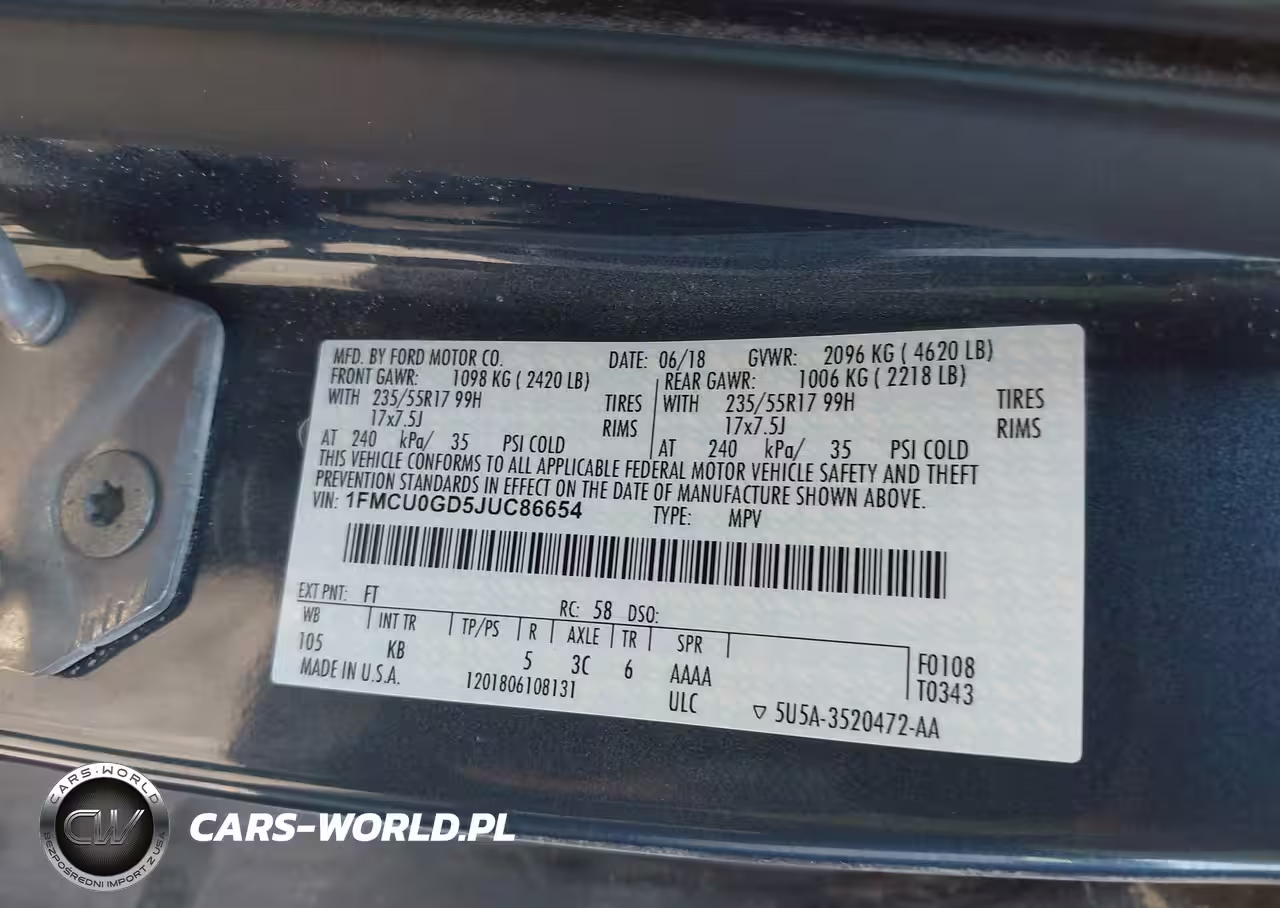 MFD. BY FORD MOTOR CO. DATE: 06/18 GVWR: 2096 KG ( 4620 LB)
FRONT GAWR: 1098 KG ( 2420 LB) REAR GAWR: 1006 KG ( 2218 LB)
WITH 235/55R17 99H TIRES WITH 235/55R17 99H TIRES
17x7.5J RIMS 17x7.5J RIMS
AT 240 kPa/ 35 PSI COLD AT 240 kPa/ 35 PSI COLD
THIS VEHICLE CONFORMS TO ALL APPLICABLE FEDERAL MOTOR VEHICLE SAFETY AND THEFT
PREVENTION STANDARDS IN EFFECT ON THE DATE OF MANUFACTURE SHOWN ABOVE.
VIN: 1FMCU0GD5JUC86654 TYPE: MPV
EXT PNT: FT RC: 58 DSO:
WB INT TR TP/PS R AXLE TR SPR
105 KB 5 3C 6 AAAA F0108
MADE IN U.S.A. 1201806108131 ULC T0343
▽ 5U5A-3520472-AA
CARS-WORLD
CW
BEZPOŚREDNI IMPORT Z USA
CARS-WORLD.PL